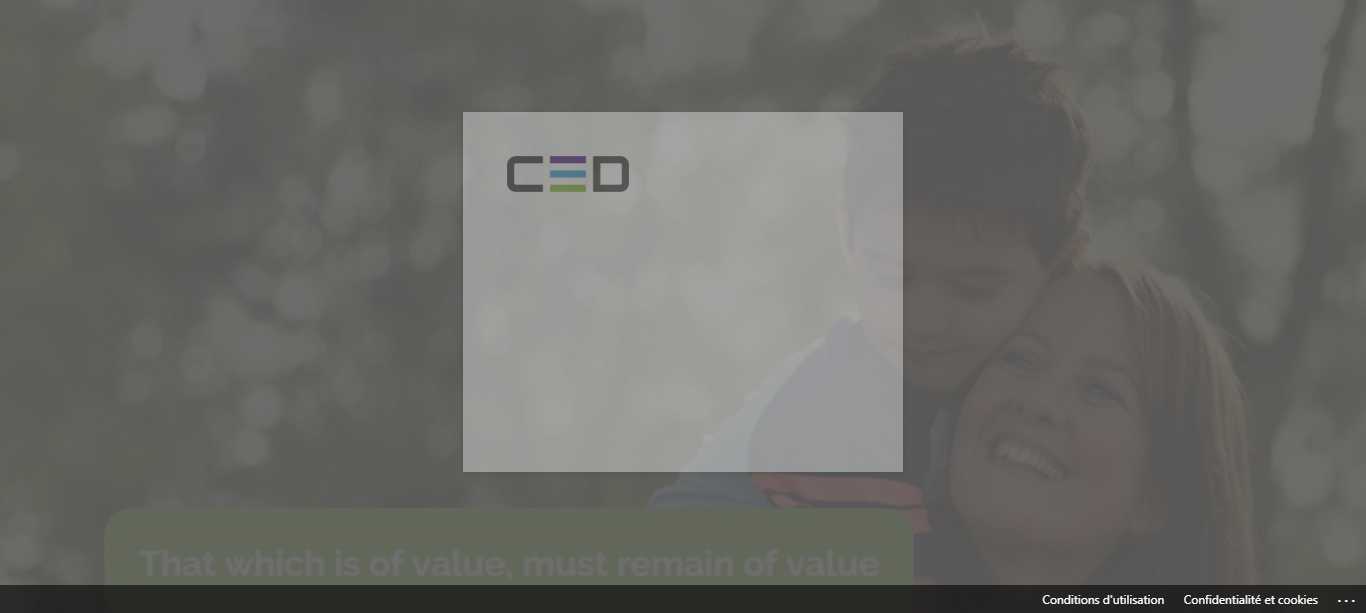 CED
That which is of value, must remain of value
Conditions d'utilisation Confidentialité et cookies ...